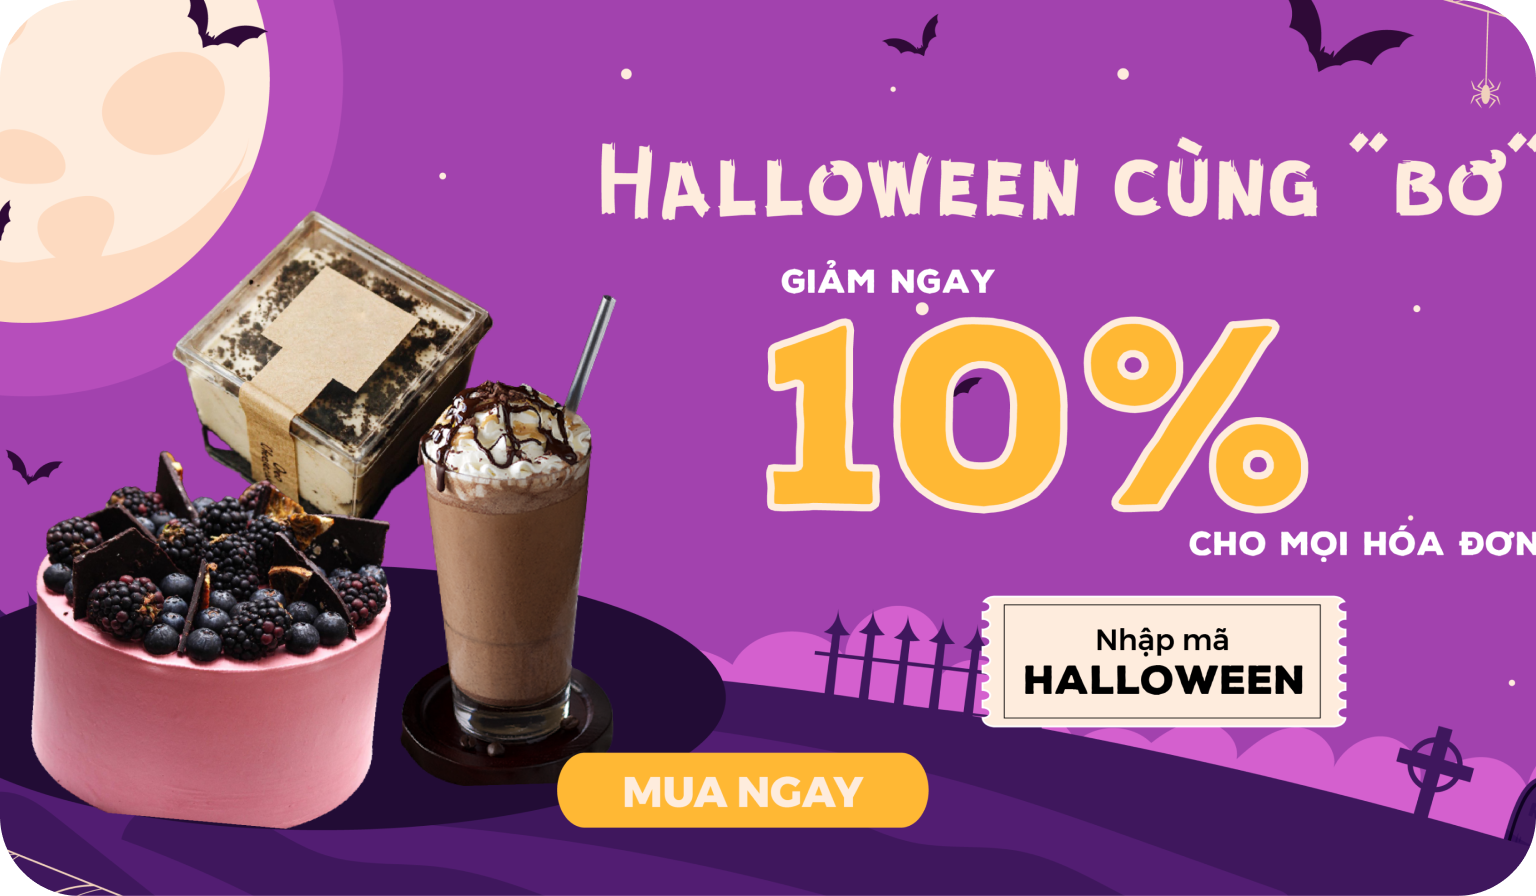 HALLOWEEN CÙNG "BƠ"
GIẢM NGAY
10%
CHO MỌI HÓA ĐƠN
Nhập mã
HALLOWEEN
MUA NGAY